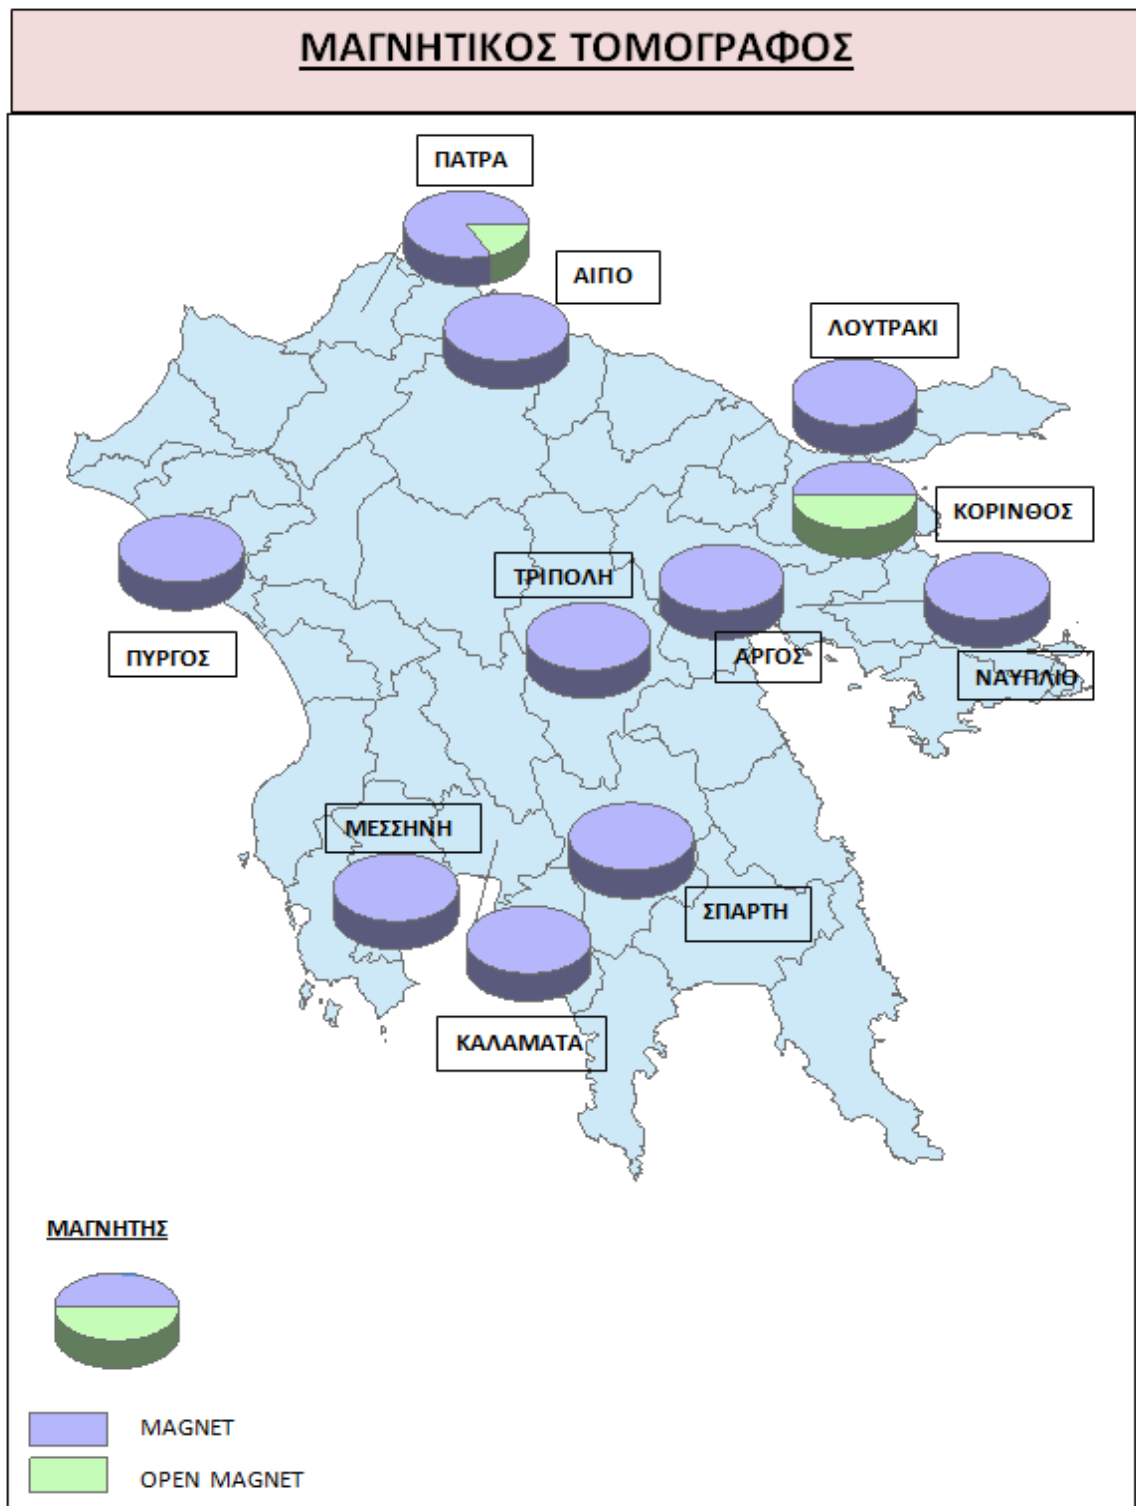 ΜΑΓΝΗΤΙΚΟΣ ΤΟΜΟΓΡΑΦΟΣ
ΠΑΤΡΑ
ΑΙΓΙΟ
ΛΟΥΤΡΑΚΙ
ΚΟΡΙΝΘΟΣ
ΤΡΙΠΟΛΗ
ΠΥΡΓΟΣ
ΑΡΓΟΣ
ΝΑΥΠΛΙΟ
ΜΕΣΣΗΝΗ
ΣΠΑΡΤΗ
ΚΑΛΑΜΑΤΑ
ΜΑΓΝΗΤΗΣ
MAGNET
OPEN MAGNET